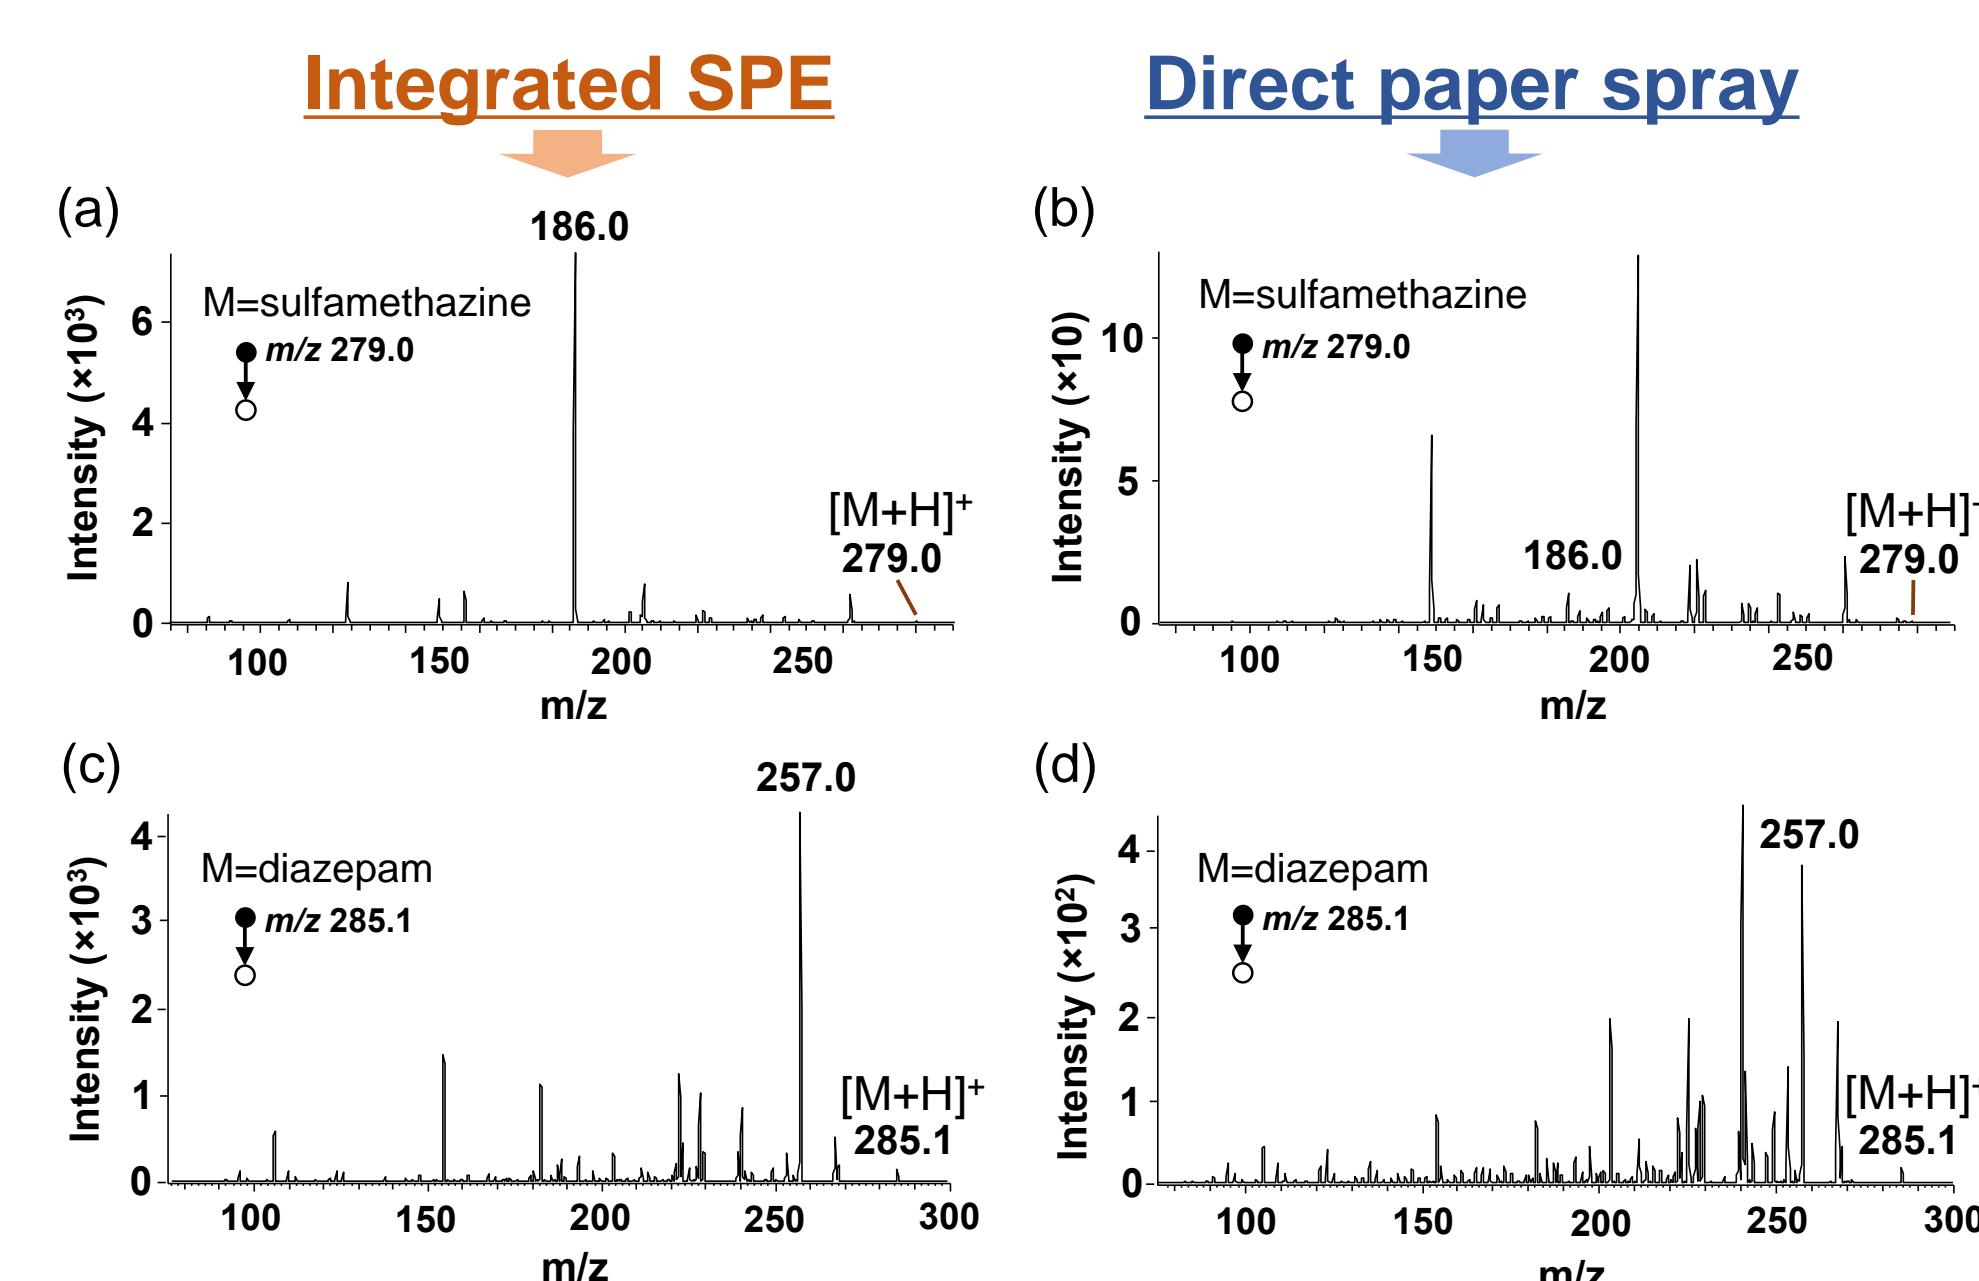 Integrated SPE
Direct paper spray
(a)
186.0
M=sulfamethazine
m/z 279.0
[M+H]⁺
279.0
Intensity (×10³)
6
4
2
0
100 150 200 250
m/z
(b)
M=sulfamethazine
m/z 279.0
186.0
[M+H]⁺
279.0
Intensity (×10)
10
5
0
100 150 200 250
m/z
(c)
257.0
M=diazepam
m/z 285.1
[M+H]⁺
285.1
Intensity (×10³)
4
3
2
1
0
100 150 200 250 300
m/z
(d)
257.0
M=diazepam
m/z 285.1
[M+H]⁺
285.1
Intensity (×10²)
4
3
2
1
0
100 150 200 250 300
m/z